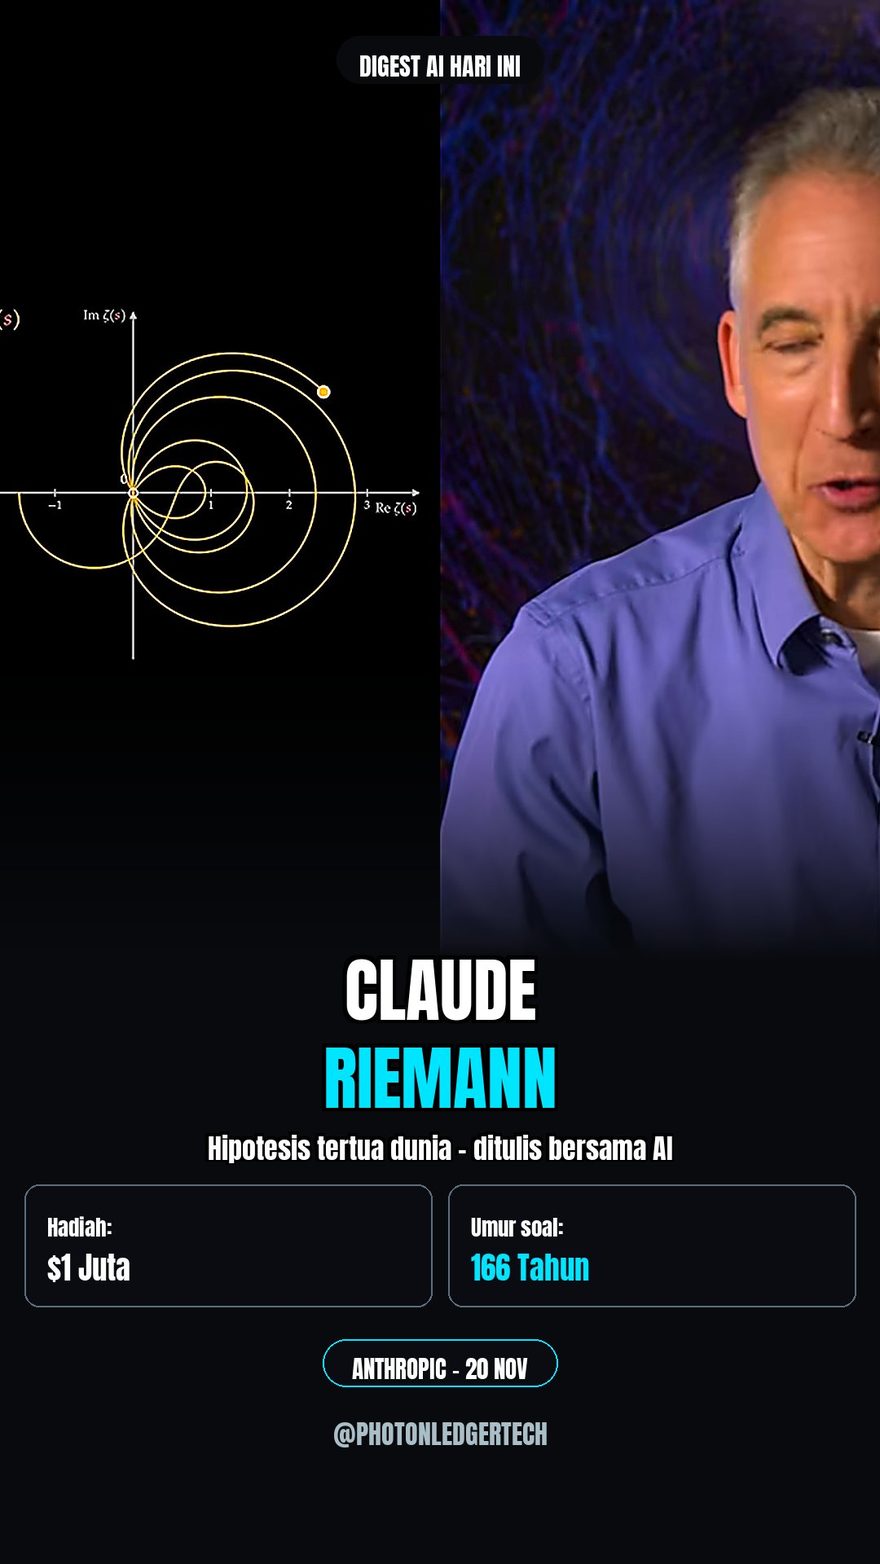 DIGEST AI HARI INI
(s)
Im ζ(s)
0
-1
1
2
3
Re ζ(s)
CLAUDE
RIEMANN
Hipotesis tertua dunia - ditulis bersama AI
Hadiah:
$1 Juta
Umur soal:
166 Tahun
ANTHROPIC - 20 NOV
@PHOTONLEDGERTECH